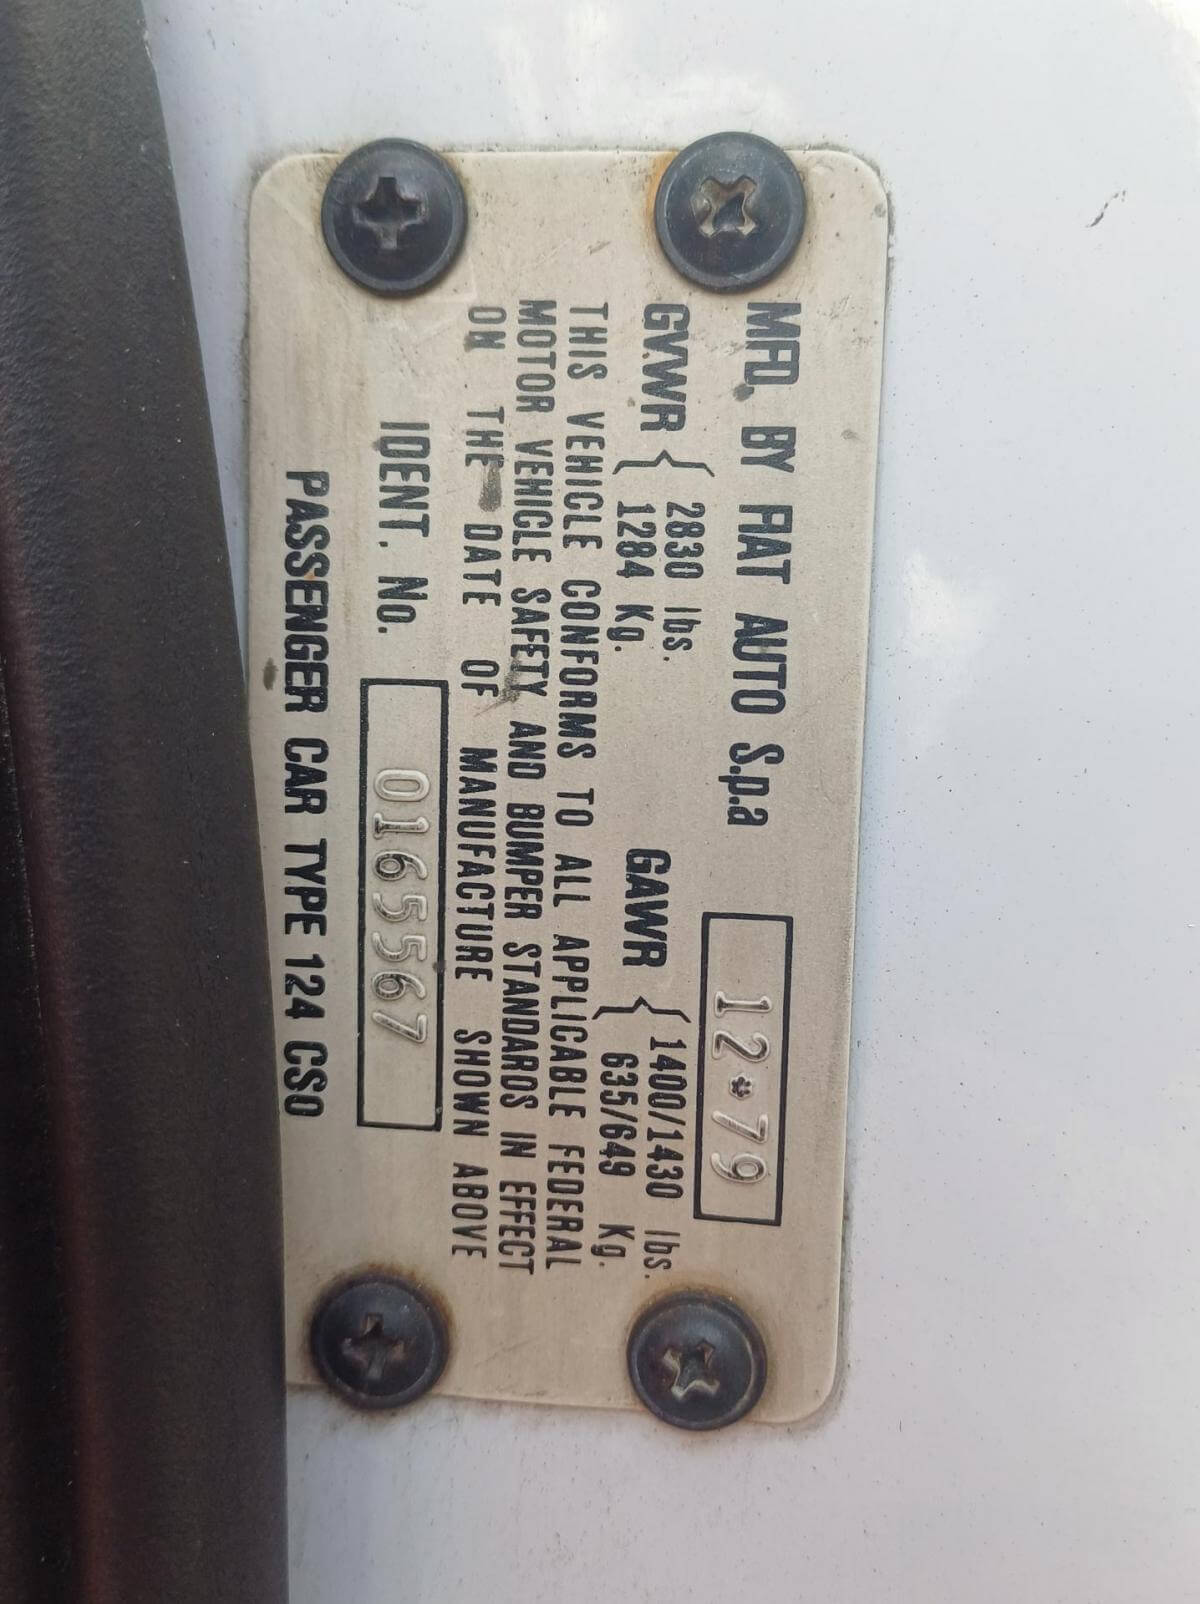 MFD. BY FIAT AUTO S.p.a 12*79
GVWR { 2830 lbs. GAWR { 1400/1430 lbs.
1284 Kg. 635/649 Kg.
THIS VEHICLE CONFORMS TO ALL APPLICABLE FEDERAL
MOTOR VEHICLE SAFETY AND BUMPER STANDARDS IN EFFECT
ON THE DATE OF MANUFACTURE SHOWN ABOVE
IDENT. No. 0165567
PASSENGER CAR TYPE 124 CS0